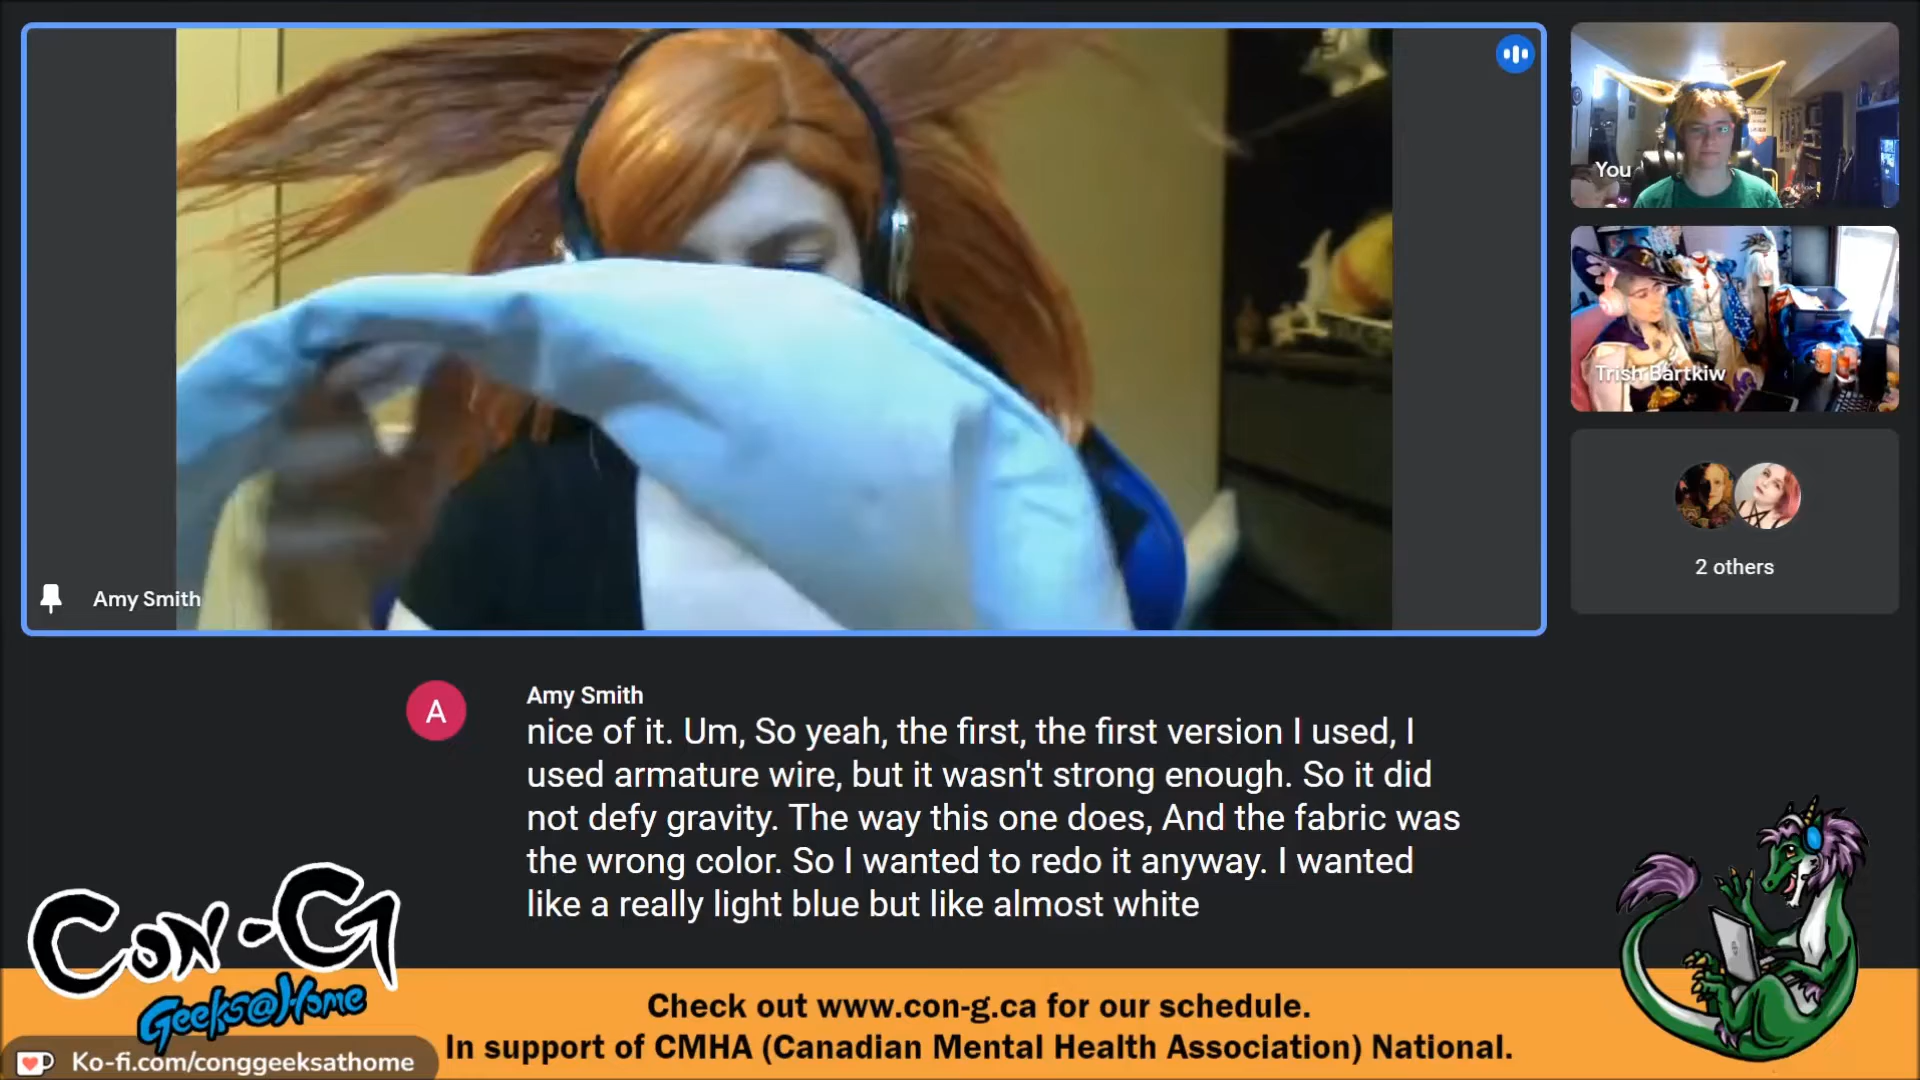 You
Trish Bartkiw
2 others
Amy Smith
A
Amy Smith
nice of it. Um, So yeah, the first, the first version I used, I
used armature wire, but it wasn't strong enough. So it did
not defy gravity. The way this one does, And the fabric was
the wrong color. So I wanted to redo it anyway. I wanted
like a really light blue but like almost white
Con-G
Geeks@Home
Check out www.con-g.ca for our schedule.
In support of CMHA (Canadian Mental Health Association) National.
Ko-fi.com/conggeeksathome